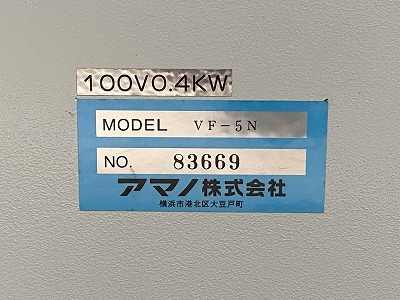 100V0.4KW
MODEL VF-5N
NO. 83669
アマノ株式会社
横浜市港北区大豆戸町